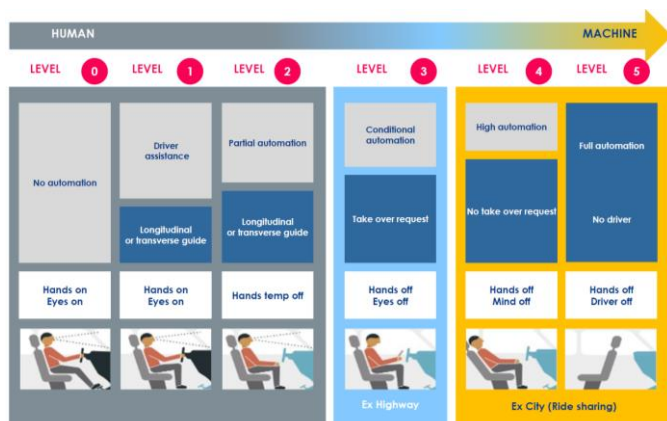 HUMAN
MACHINE
LEVEL 0
LEVEL 1
LEVEL 2
LEVEL 3
LEVEL 4
LEVEL 5
No automation
Driver
assistance
Longitudinal
or transverse guide
Partial automation
Longitudinal
or transverse guide
Conditional
automation
Take over request
High automation
No take over request
Full automation
No driver
Hands on
Eyes on
Hands on
Eyes on
Hands temp off
Hands off
Eyes off
Hands off
Mind off
Hands off
Driver off
Ex Highway
Ex City (Ride sharing)